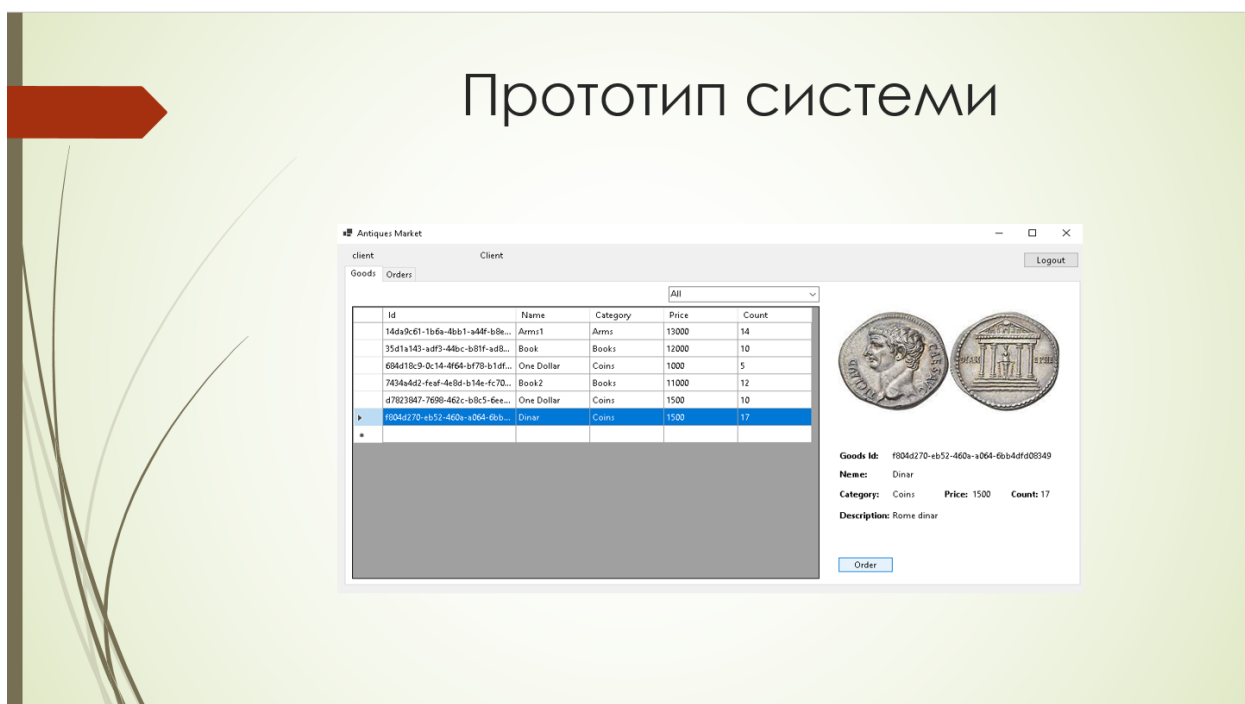 Прототип системи
Antiques Market
client Client Logout
Goods Orders
All
Id Name Category Price Count
14da9c61-1b6a-4bb1-a44f-b8e... Arms1 Arms 13000 14
35d1a143-adf3-44bc-b81f-ad8... Book Books 12000 10
684d18c9-0c14-4f64-bf78-b1df... One Dollar Coins 1000 5
7434a4d2-feaf-4e8d-b14e-fc70... Book2 Books 11000 12
d7823847-7698-462c-b8c5-6ee... One Dollar Coins 1500 10
f804d270-eb52-460a-a064-6bb... Dinar Coins 1500 17
Goods Id: f804d270-eb52-460a-a064-6bb4dfd08349
Neme: Dinar
Category: Coins Price: 1500 Count: 17
Description: Rome dinar
Order